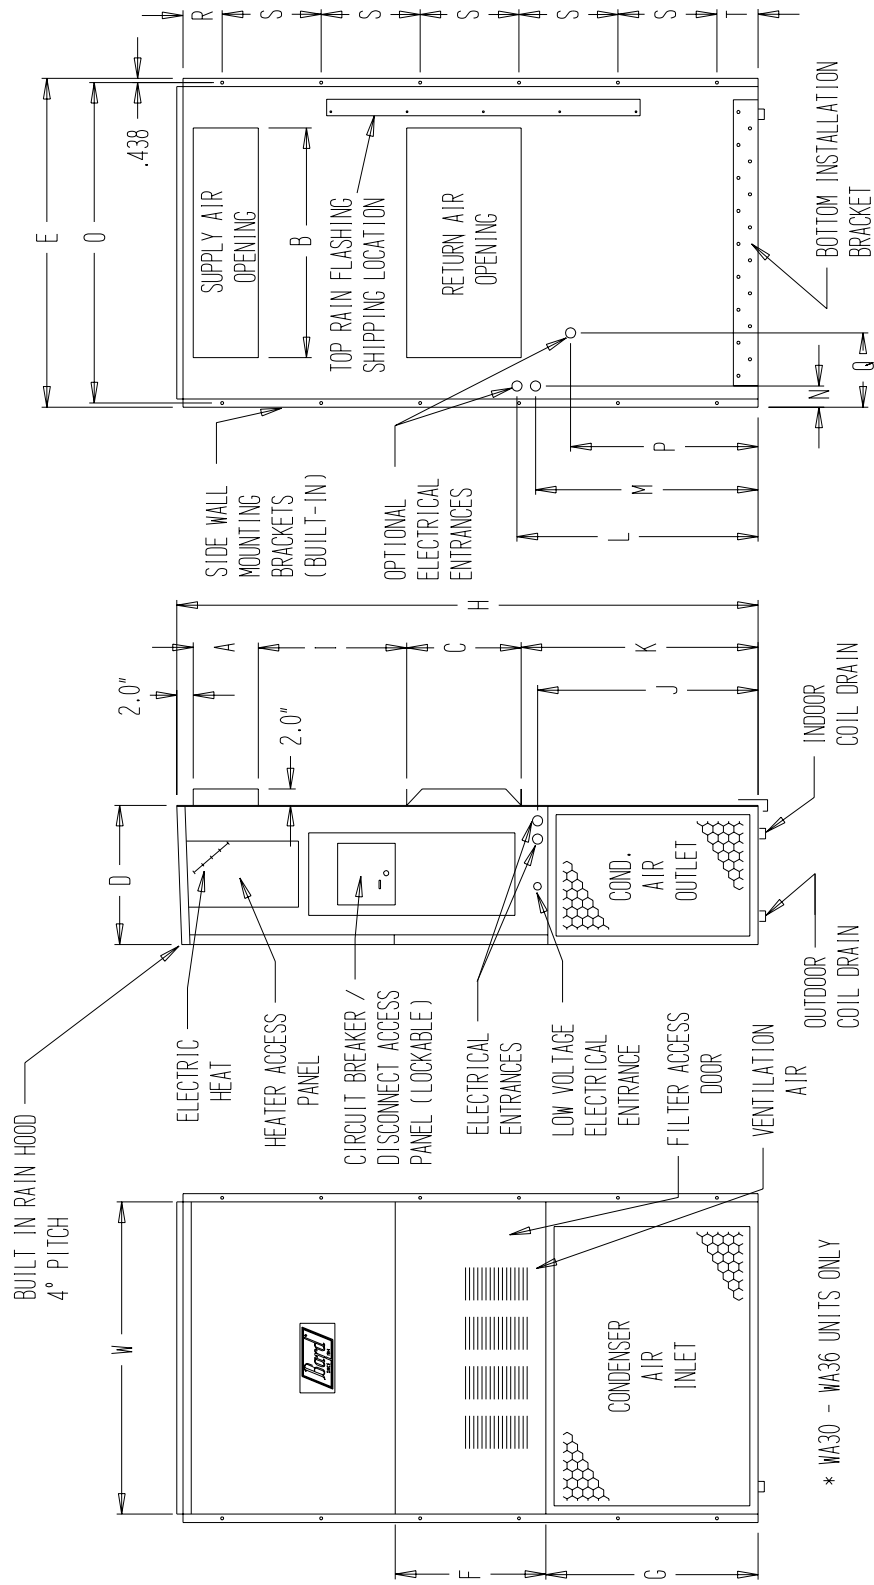 BUILT IN RAIN HOOD
4° PITCH
W
F
G
Bard
CONDENSER
AIR
INLET
* WA30 - WA36 UNITS ONLY
ELECTRIC
HEAT
HEATER ACCESS
PANEL
CIRCUIT BREAKER /
DISCONNECT ACCESS
PANEL (LOCKABLE)
ELECTRICAL
ENTRANCES
LOW VOLTAGE
ELECTRICAL
ENTRANCE
FILTER ACCESS
DOOR
VENTILATION
AIR
D
2.0"
A
2.0"
I
C
H
K
J
COND.
AIR
OUTLET
OUTDOOR
COIL DRAIN
INDOOR
COIL DRAIN
SIDE WALL
MOUNTING
BRACKETS
(BUILT-IN)
OPTIONAL
ELECTRICAL
ENTRANCES
L
M
P
N
Q
E
O
.438
SUPPLY AIR
OPENING
B
TOP RAIN FLASHING
SHIPPING LOCATION
RETURN AIR
OPENING
BOTTOM INSTALLATION
BRACKET
R
S
S
S
S
S
T